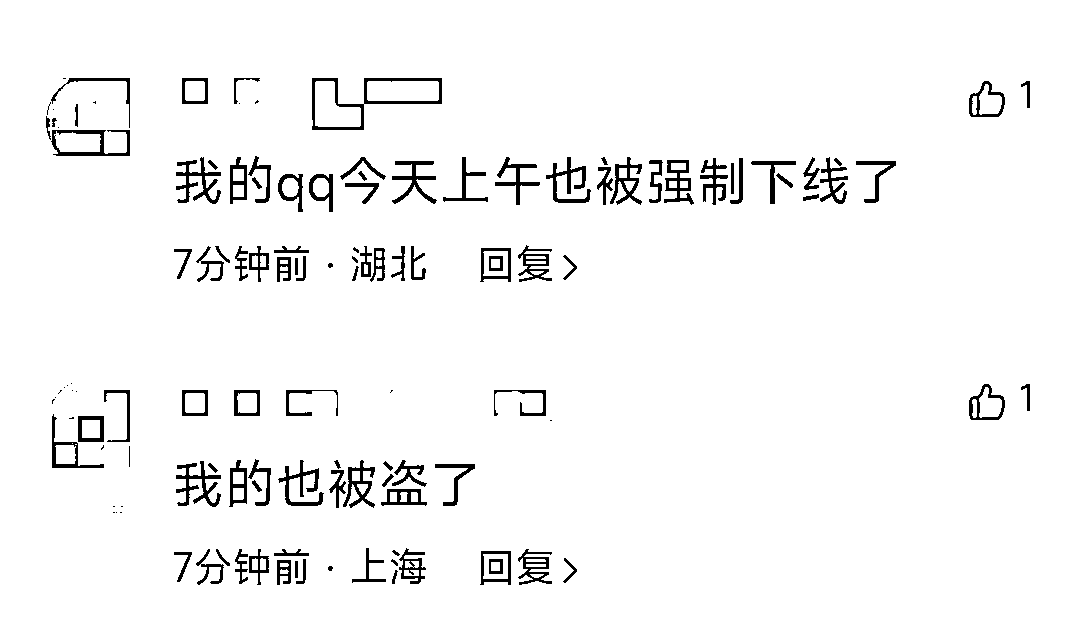 1
我的qq今天上午也被强制下线了
7分钟前 · 湖北 回复>
1
我的也被盗了
7分钟前 · 上海 回复>